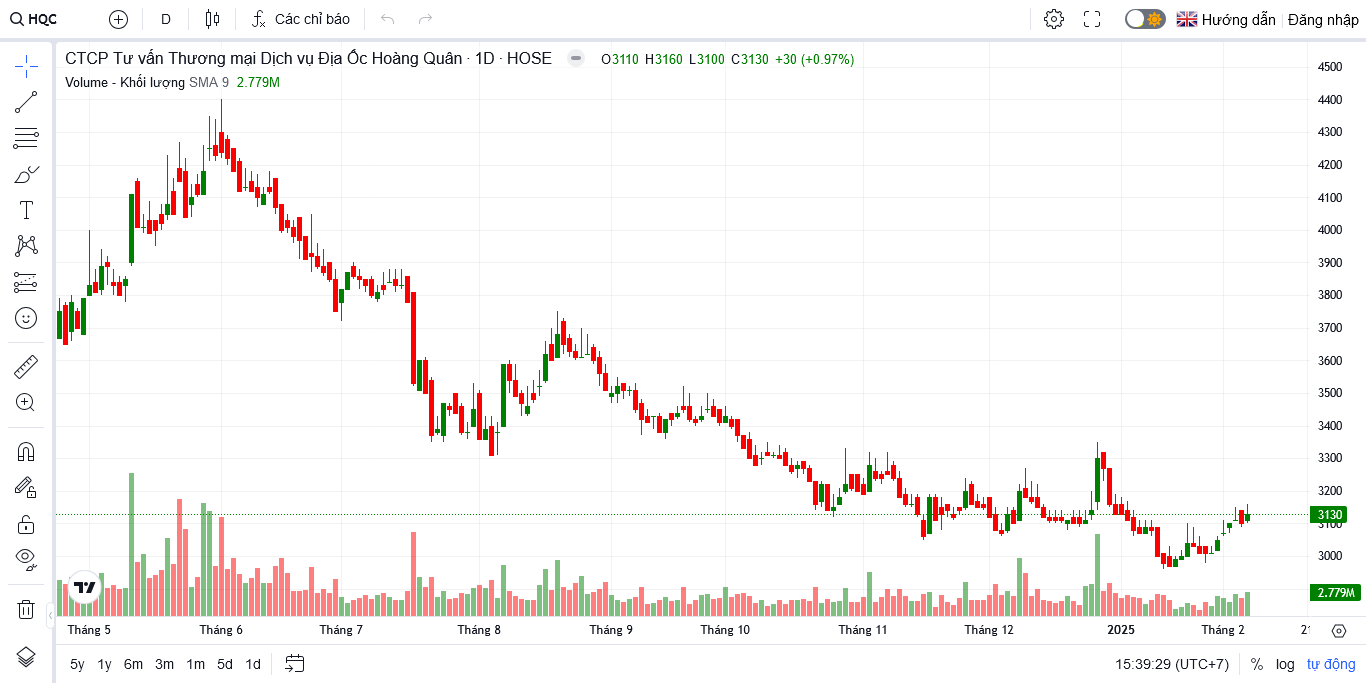 HQC D Các chỉ báo Hướng dẫn Đăng nhập
CTCP Tư vấn Thương mại Dịch vụ Địa Ốc Hoàng Quân · 1D · HOSE O3110 H3160 L3100 C3130 +30 (+0.97%)
Volume - Khối lượng SMA 9 2.779M
4500
4400
4300
4200
4100
4000
3900
3800
3700
3600
3500
3400
3300
3200
3130
3100
3000
2.779M
Tháng 5 Tháng 6 Tháng 7 Tháng 8 Tháng 9 Tháng 10 Tháng 11 Tháng 12 2025 Tháng 2
5y 1y 6m 3m 1m 5d 1d 15:39:29 (UTC+7) % log tự động